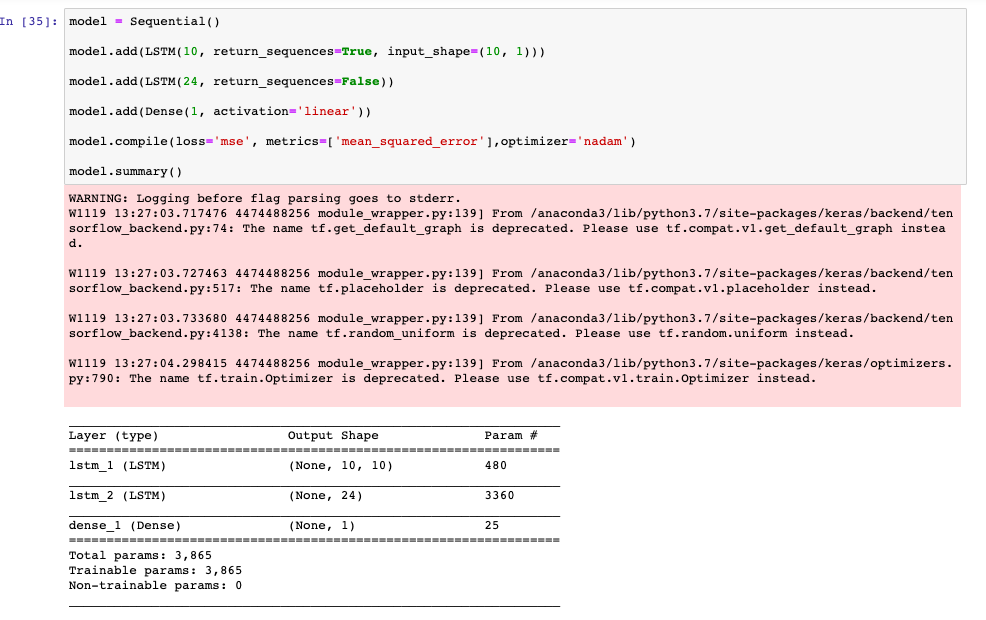 In [35]:
model = Sequential()
model.add(LSTM(10, return_sequences=True, input_shape=(10, 1)))
model.add(LSTM(24, return_sequences=False))
model.add(Dense(1, activation='linear'))
model.compile(loss='mse', metrics=['mean_squared_error'],optimizer='nadam')
model.summary()
WARNING: Logging before flag parsing goes to stderr.
W1119 13:27:03.717476 4474488256 module_wrapper.py:139] From /anaconda3/lib/python3.7/site-packages/keras/backend/ten
sorflow_backend.py:74: The name tf.get_default_graph is deprecated. Please use tf.compat.v1.get_default_graph instea
d.
W1119 13:27:03.727463 4474488256 module_wrapper.py:139] From /anaconda3/lib/python3.7/site-packages/keras/backend/ten
sorflow_backend.py:517: The name tf.placeholder is deprecated. Please use tf.compat.v1.placeholder instead.
W1119 13:27:03.733680 4474488256 module_wrapper.py:139] From /anaconda3/lib/python3.7/site-packages/keras/backend/ten
sorflow_backend.py:4138: The name tf.random_uniform is deprecated. Please use tf.random.uniform instead.
W1119 13:27:04.298415 4474488256 module_wrapper.py:139] From /anaconda3/lib/python3.7/site-packages/keras/optimizers.
py:790: The name tf.train.Optimizer is deprecated. Please use tf.compat.v1.train.Optimizer instead.
Layer (type) Output Shape Param #
=================================================================
lstm_1 (LSTM) (None, 10, 10) 480
lstm_2 (LSTM) (None, 24) 3360
dense_1 (Dense) (None, 1) 25
=================================================================
Total params: 3,865
Trainable params: 3,865
Non-trainable params: 0